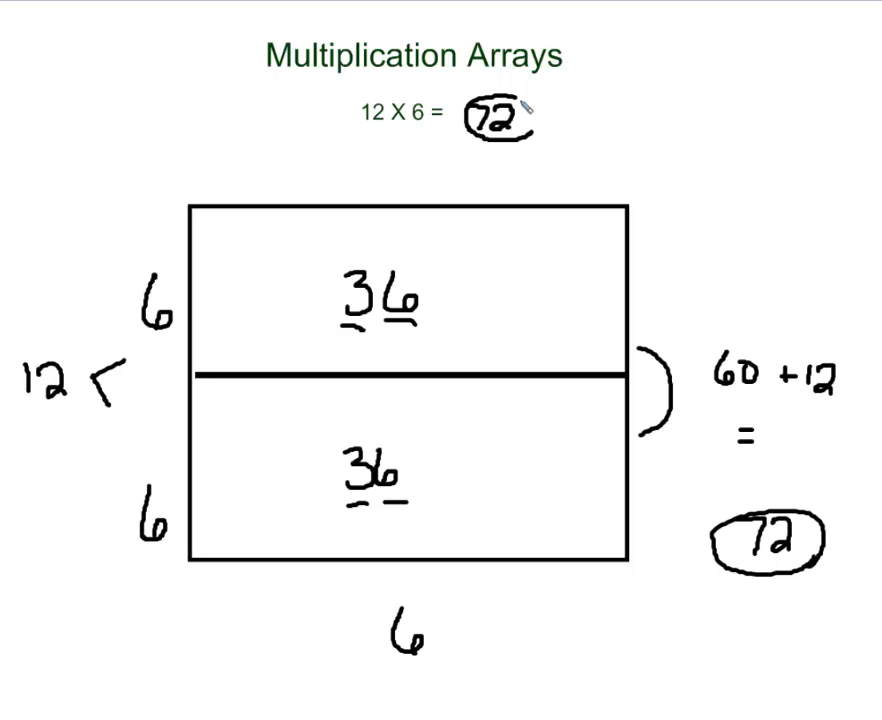 Multiplication Arrays
12 X 6 = 72
6
36
12 <
60 + 12
=
36
6
72
6